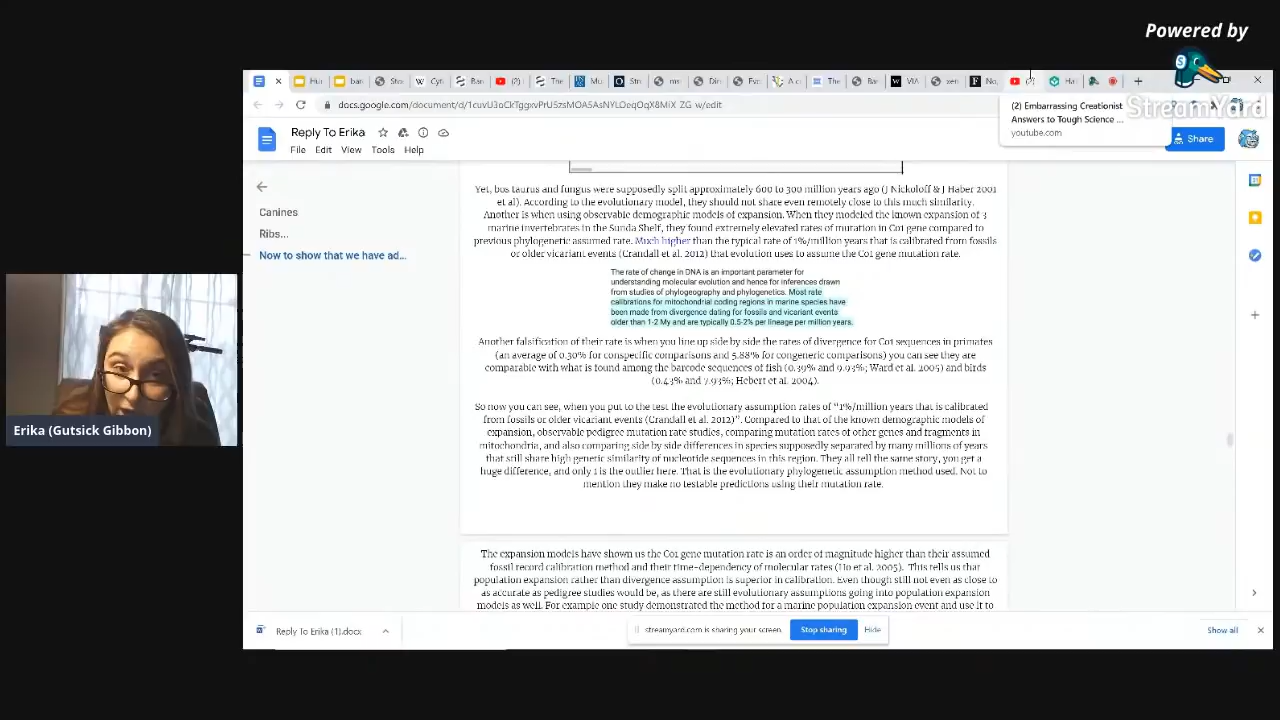 Powered by
StreamYard
Hu
ba
Sto
Cyt
Ban
(2)
The
Mu
Str
Din
Evo
A c
The
Ba
VIA
xen
No
Ha
docs.google.com/document/d/
(2) Embarrassing Creationist
Answers to Tough Science ...
youtube.com
Reply To Erika
File Edit View Tools Help
Share
Canines
Ribs...
Now to show that we have ad...
Yet, bos taurus and fungus were supposedly split approximately 600 to 300 million years ago (J Nickoloff & J Haber 2001
et al). According to the evolutionary model, they should not share even remotely close to this much similarity.
Another is when using observable demographic models of expansion. When they modeled the known expansion of 3
marine invertebrates in the Sunda Shelf, they found extremely elevated rates of mutation in Co1 gene compared to
previous phylogenetic assumed rate. Much higher than the typical rate of 1%/million years that is calibrated from fossils
or older vicariant events (Crandall et al. 2012) that evolution uses to assume the Co1 gene mutation rate.
The rate of change in DNA is an important parameter for
understanding molecular evolution and hence for inferences drawn
from studies of phylogeography and phylogenetics. Most rate
calibrations for mitochondrial coding regions in marine species have
been made from divergence dating for fossils and vicariant events
older than 1-2 My and are typically 0.5-2% per lineage per million years.
Another falsification of their rate is when you line up side by side the rates of divergence for Co1 sequences in primates
(an average of 0.30% for conspecific comparisons and 5.88% for congeneric comparisons) you can see they are
comparable with what is found among the barcode sequences of fish (0.39% and 9.93%; Ward et al. 2005) and birds
(0.43% and 7.93%; Hebert et al. 2004).
So now you can see, when you put to the test the evolutionary assumption rates of "1%/million years that is calibrated
from fossils or older vicariant events (Crandall et al. 2012)". Compared to that of the known demographic models of
expansion, observable pedigree mutation rate studies, comparing mutation rates of other genes and fragments in
mitochondria, and also comparing side by side differences in species supposedly separated by many millions of years
that still share high generic similarity of nucleotide sequences in this region. They all tell the same story, you get a
huge difference, and only 1 is the outlier here. That is the evolutionary phylogenetic assumption method used. Not to
mention they make no testable predictions using their mutation rate.
The expansion models have shown us the Co1 gene mutation rate is an order of magnitude higher than their assumed
fossil record calibration method and their time-dependency of molecular rates (Ho et al. 2005). This tells us that
population expansion rather than divergence assumption is superior in calibration. Even though still not even as close to
as accurate as pedigree studies would be, as there are still evolutionary assumptions going into population expansion
models as well. For example one study demonstrated the method for a marine population expansion event and use it to
Erika (Gutsick Gibbon)
Reply To Erika (1).docx
streamyard.com is sharing your screen.
Stop sharing
Hide
Show all